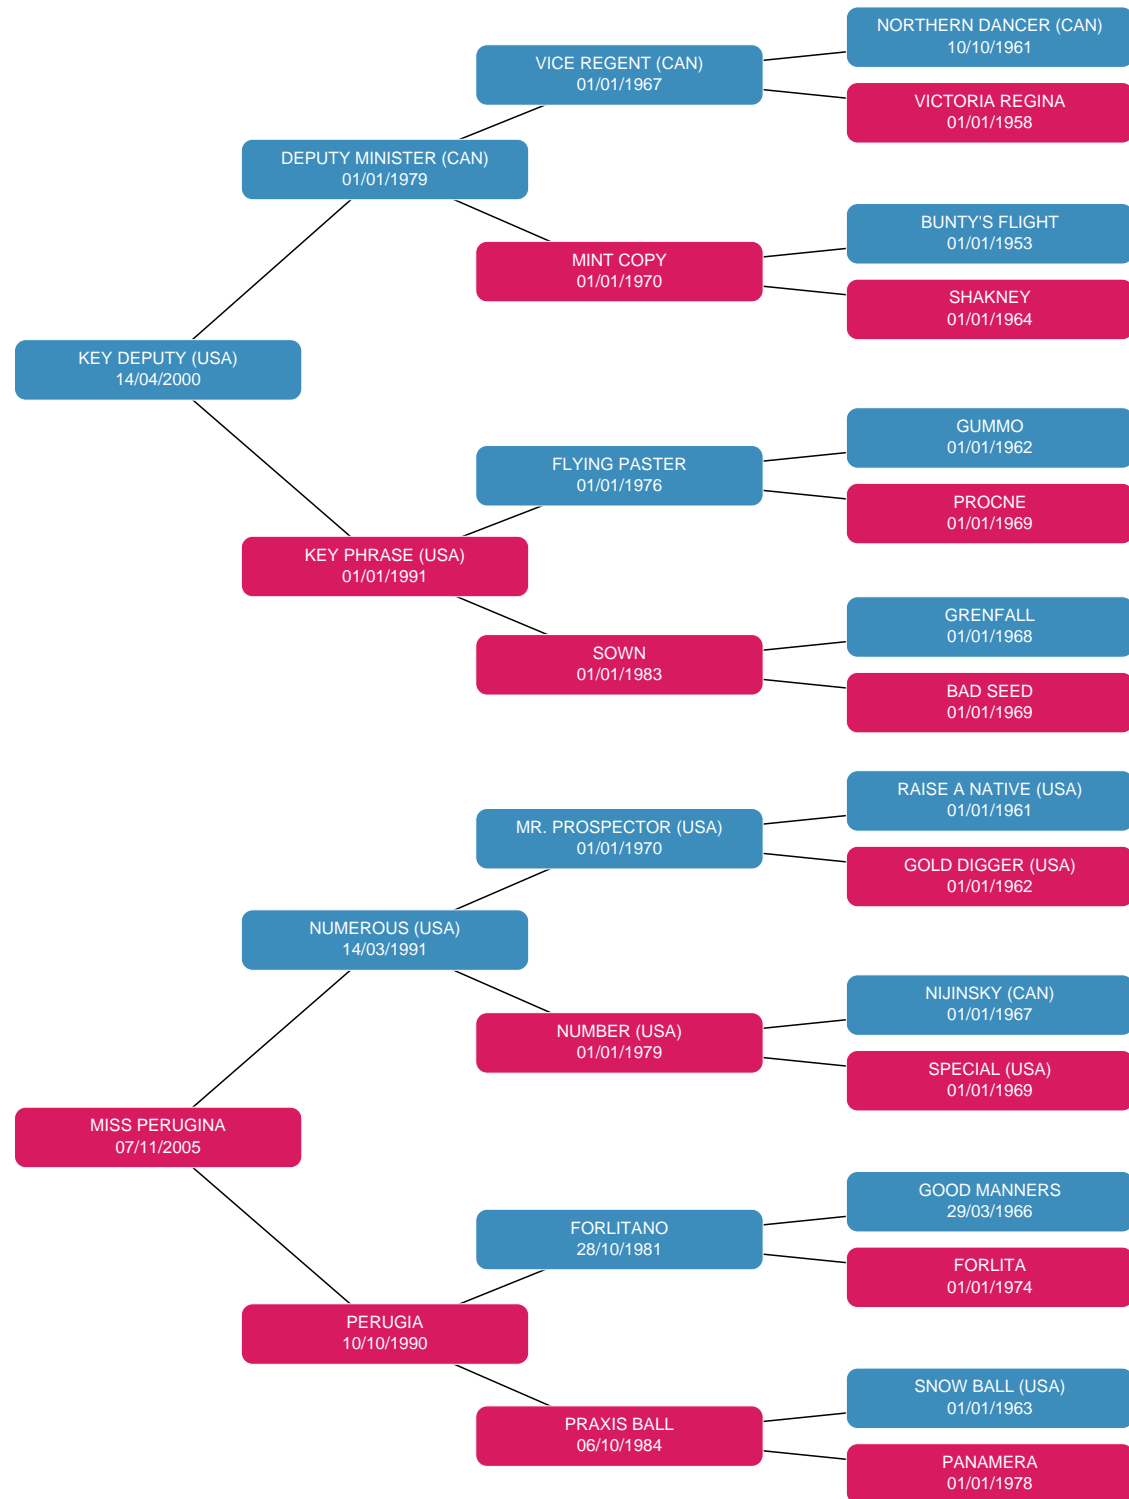 NORTHERN DANCER (CAN)
10/10/1961
VICE REGENT (CAN)
01/01/1967
VICTORIA REGINA
01/01/1958
DEPUTY MINISTER (CAN)
01/01/1979
BUNTY'S FLIGHT
01/01/1953
MINT COPY
01/01/1970
SHAKNEY
01/01/1964
KEY DEPUTY (USA)
14/04/2000
GUMMO
01/01/1962
FLYING PASTER
01/01/1976
PROCNE
01/01/1969
KEY PHRASE (USA)
01/01/1991
GRENFALL
01/01/1968
SOWN
01/01/1983
BAD SEED
01/01/1969
RAISE A NATIVE (USA)
01/01/1961
MR. PROSPECTOR (USA)
01/01/1970
GOLD DIGGER (USA)
01/01/1962
NUMEROUS (USA)
14/03/1991
NIJINSKY (CAN)
01/01/1967
NUMBER (USA)
01/01/1979
SPECIAL (USA)
01/01/1969
MISS PERUGINA
07/11/2005
GOOD MANNERS
29/03/1966
FORLITANO
28/10/1981
FORLITA
01/01/1974
PERUGIA
10/10/1990
SNOW BALL (USA)
01/01/1963
PRAXIS BALL
06/10/1984
PANAMERA
01/01/1978